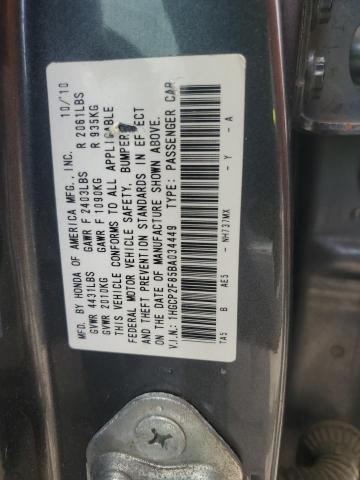 MFD. BY HONDA OF AMERICA MFG., INC. 10/10
GVWR 4431LBS GAWR F 2403LBS R 2061LBS
GVWR 2010KG GAWR F 1090KG R 935KG
THIS VEHICLE CONFORMS TO ALL APPLICABLE
FEDERAL MOTOR VEHICLE SAFETY, BUMPER,
THEFT PREVENTION STANDARDS IN EFFECT
ON THE DATE OF MANUFACTURE SHOWN ABOVE.
V.I.N.: 1HGCP2F85BA034449 TYPE: PASSENGER CAR
TA5 B AE5 - NH737MX - Y - A